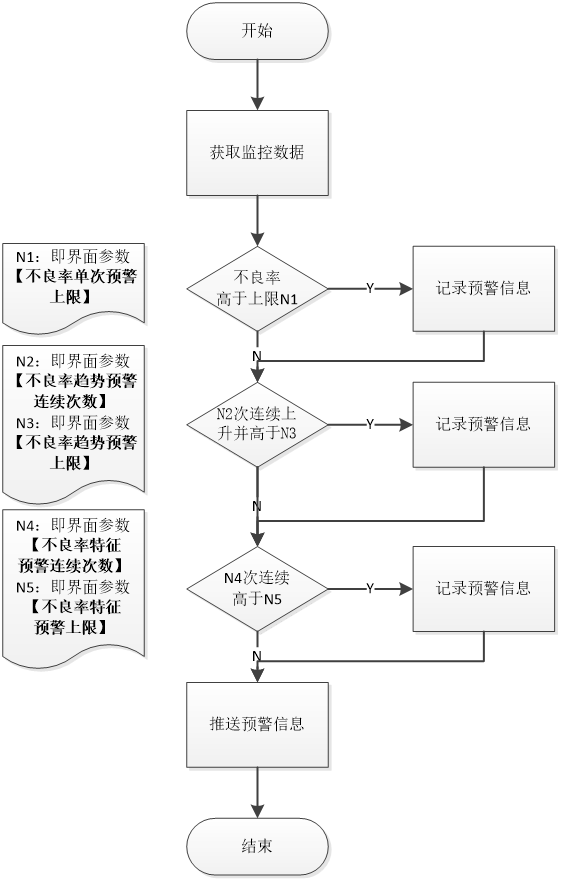 开始
获取监控数据
N1：即界面参数
【不良率单次预警
上限】
不良率
高于上限N1
Y
记录预警信息
N
N2：即界面参数
【不良率趋势预警
连续次数】
N3：即界面参数
【不良率趋势预警
上限】
N2次连续上
升并高于N3
Y
记录预警信息
N
N4：即界面参数
【不良率特征
预警连续次数】
N5：即界面参数
【不良率特征
预警上限】
N4次连续
高于N5
Y
记录预警信息
N
推送预警信息
结束